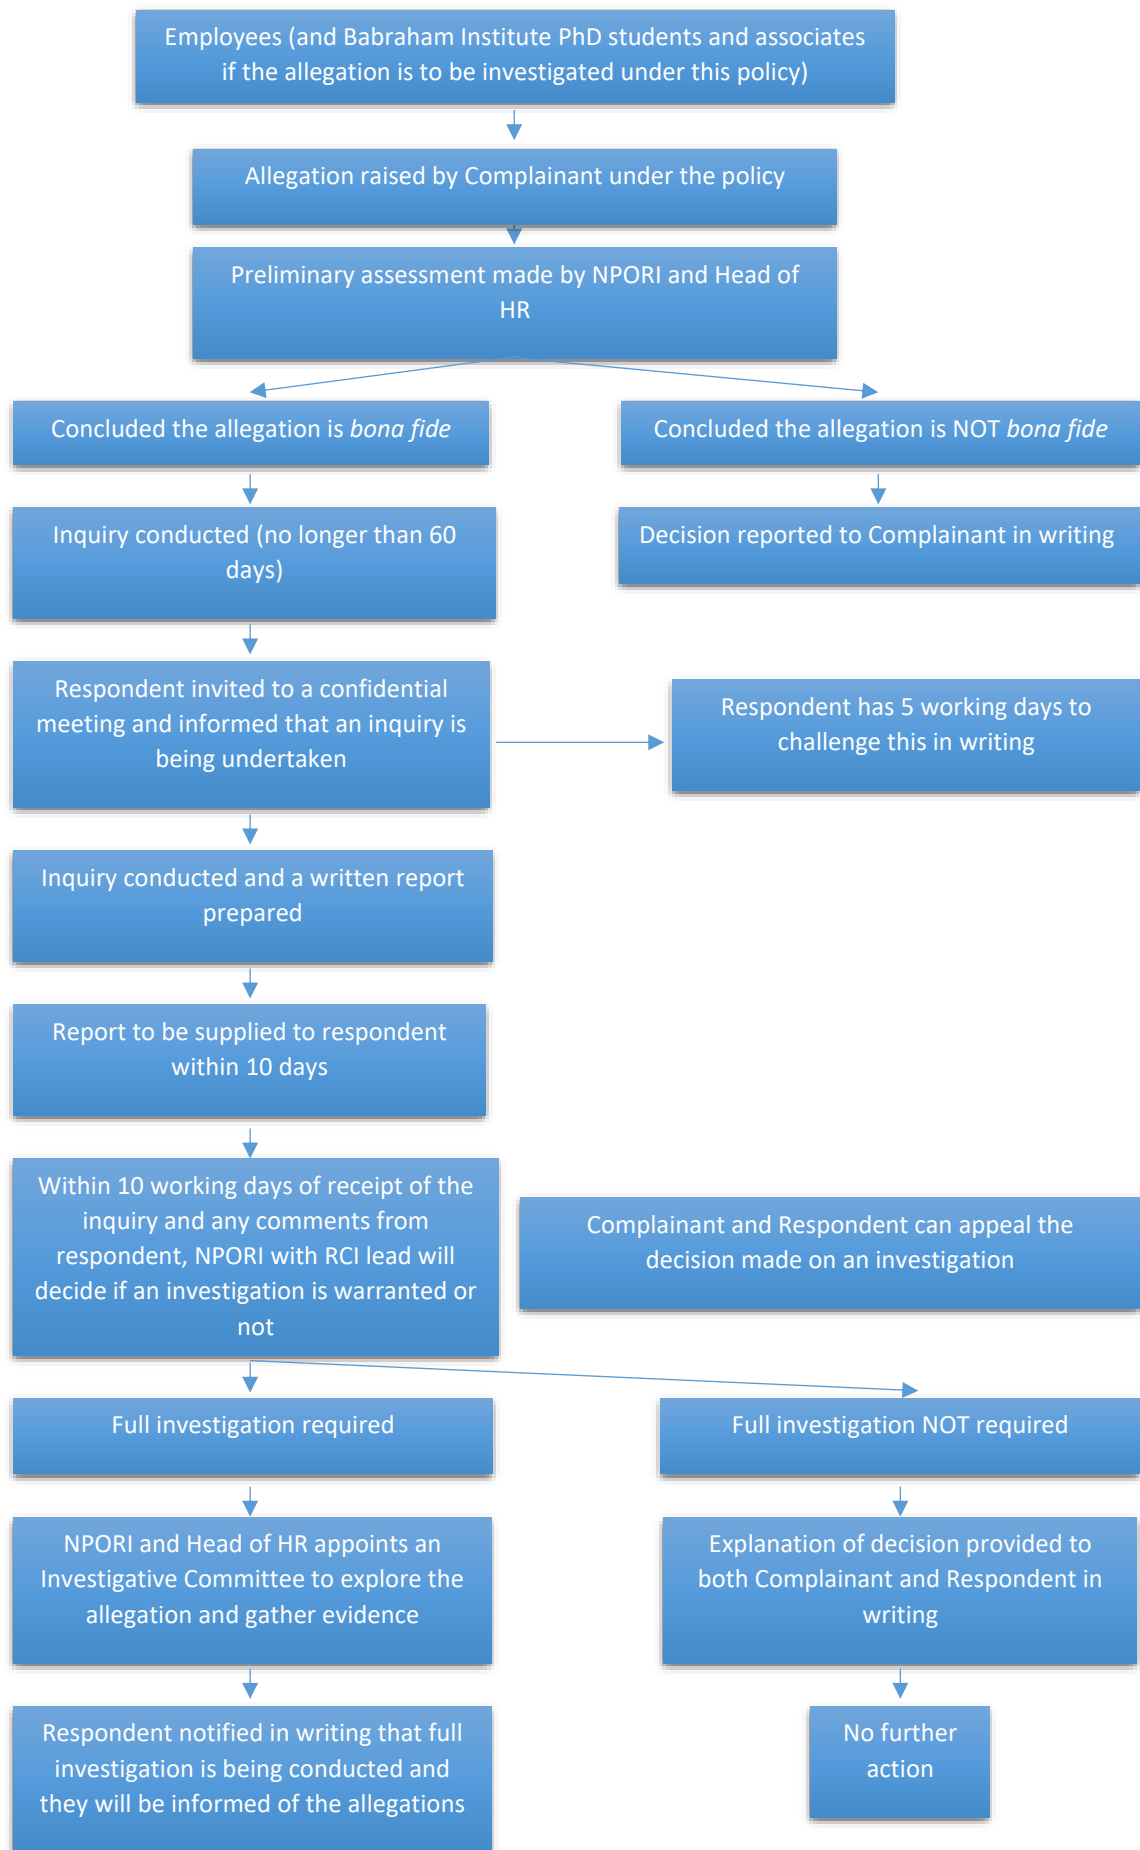 Employees (and Babraham Institute PhD students and associates
if the allegation is to be investigated under this policy)
Allegation raised by Complainant under the policy
Preliminary assessment made by NPORI and Head of
HR
Concluded the allegation is bona fide
Concluded the allegation is NOT bona fide
Inquiry conducted (no longer than 60
days)
Decision reported to Complainant in writing
Respondent invited to a confidential
meeting and informed that an inquiry is
being undertaken
Respondent has 5 working days to
challenge this in writing
Inquiry conducted and a written report
prepared
Report to be supplied to respondent
within 10 days
Within 10 working days of receipt of the
inquiry and any comments from
respondent, NPORI with RCI lead will
decide if an investigation is warranted or
not
Complainant and Respondent can appeal the
decision made on an investigation
Full investigation required
Full investigation NOT required
NPORI and Head of HR appoints an
Investigative Committee to explore the
allegation and gather evidence
Explanation of decision provided to
both Complainant and Respondent in
writing
Respondent notified in writing that full
investigation is being conducted and
they will be informed of the allegations
No further
action